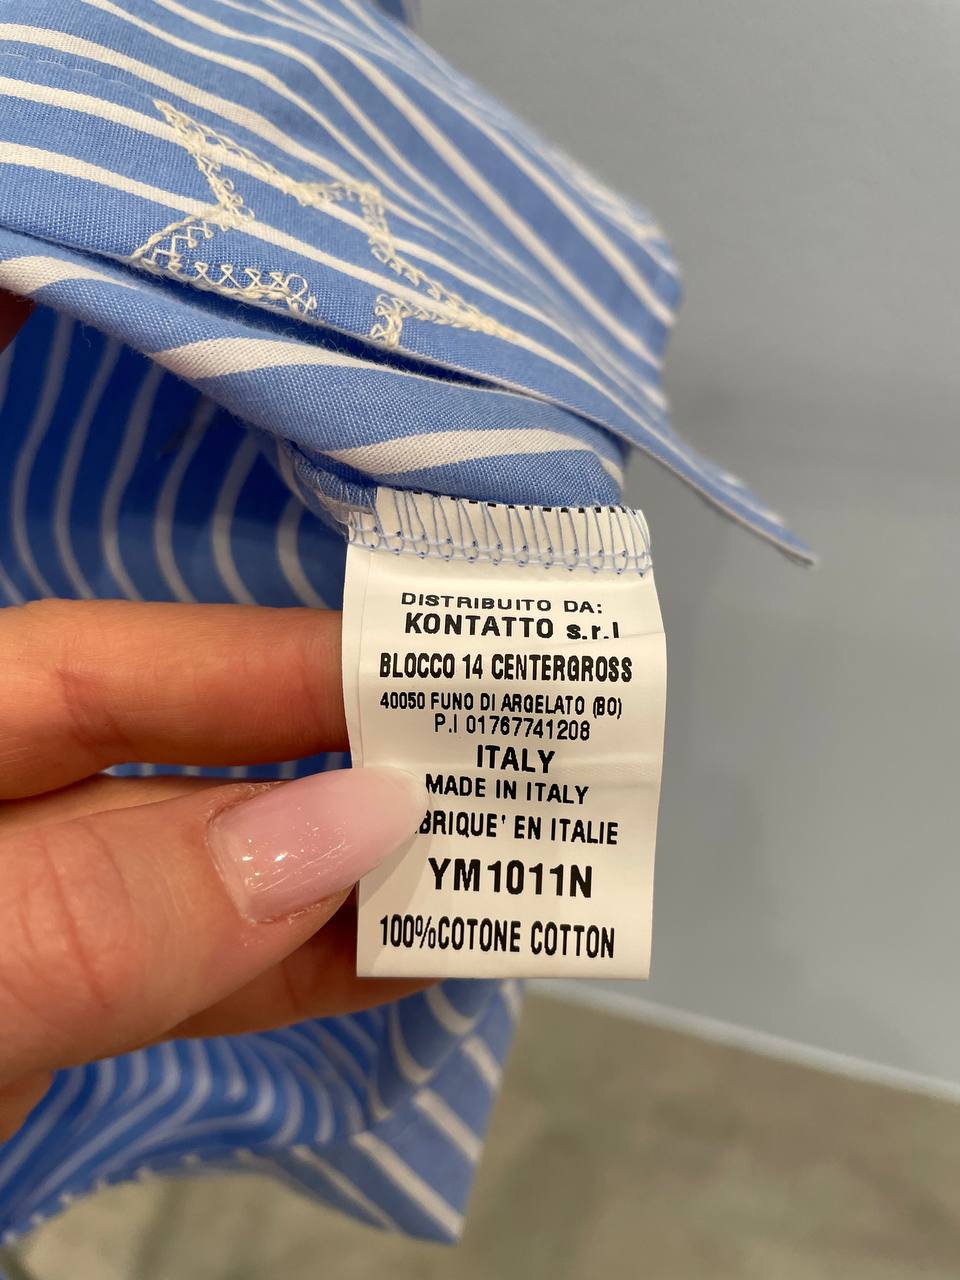 DISTRIBUITO DA:
KONTATTO s.r.l
BLOCCO 14 CENTERGROSS
40050 FUNO DI ARGELATO (BO)
P.I 01767741208
ITALY
MADE IN ITALY
EN ITALIE
YM1011N
100%COTONE COTTON